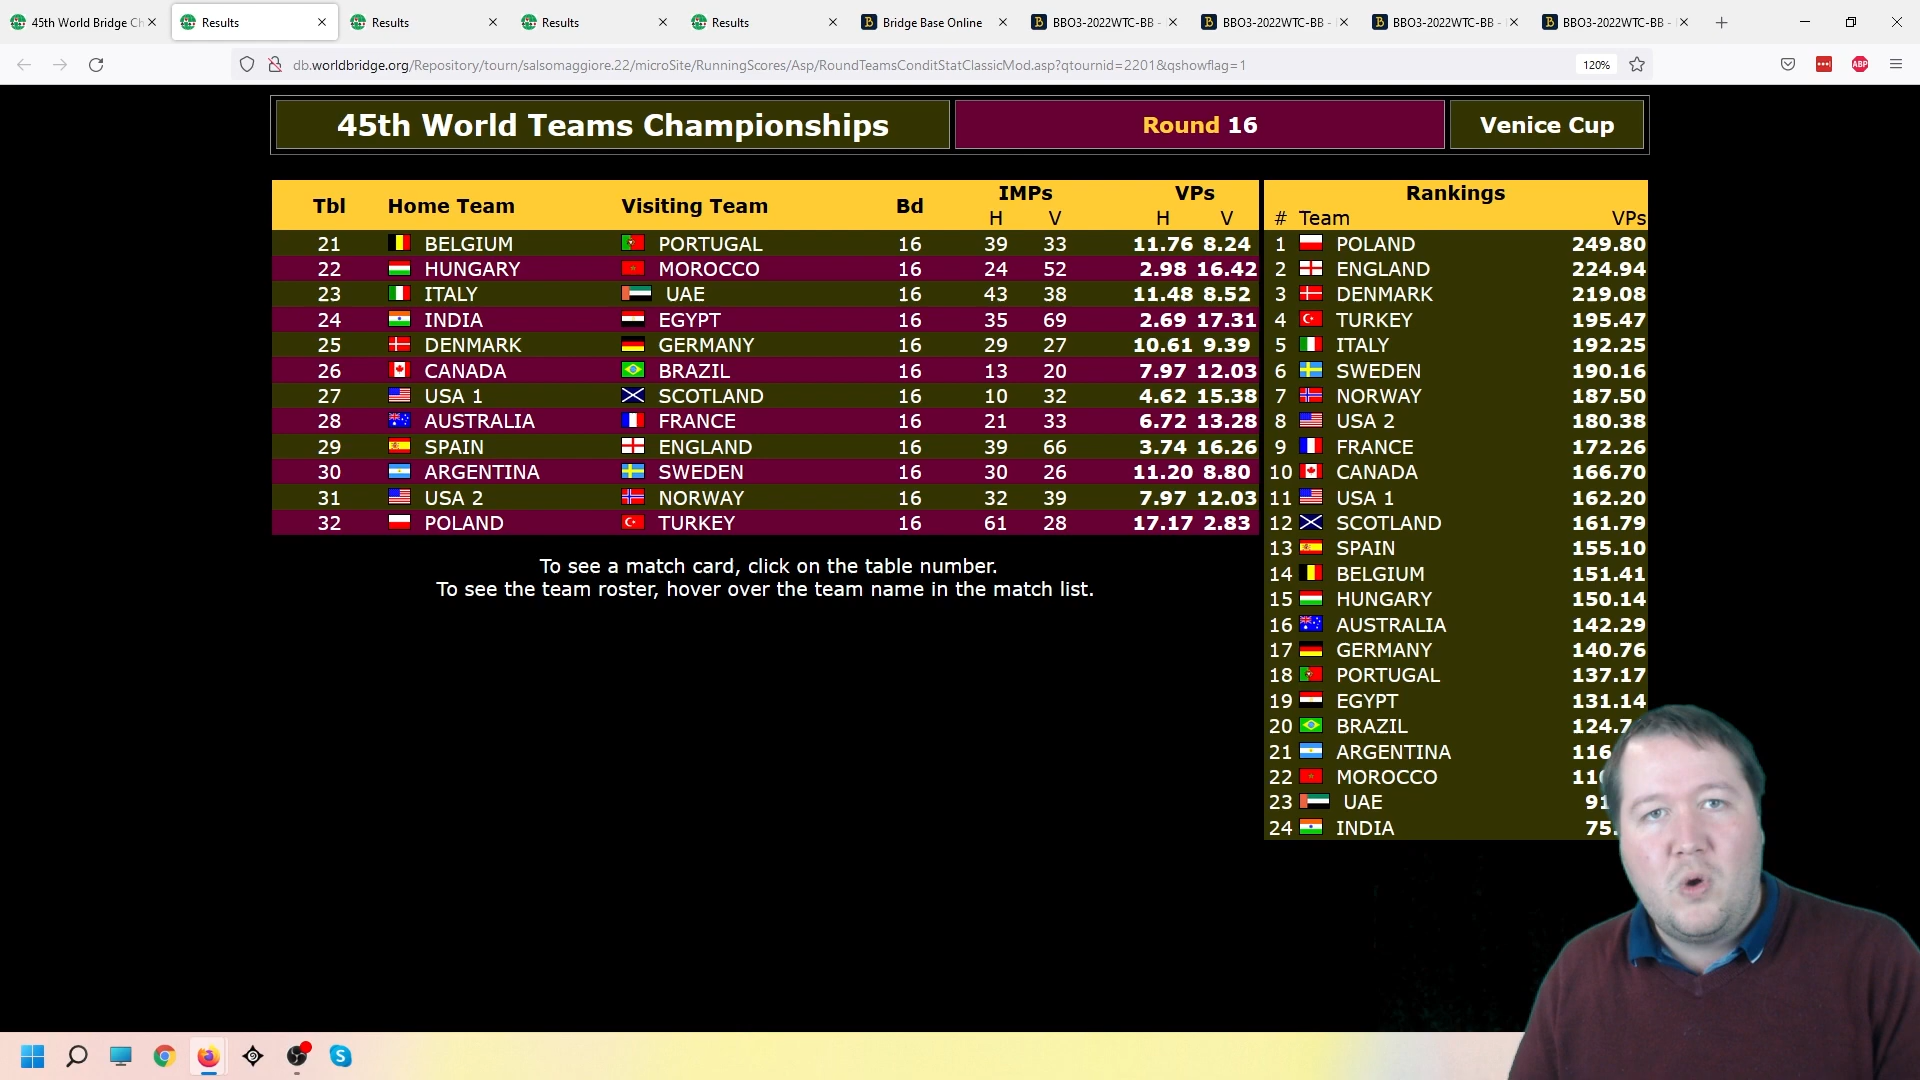 45th World Bridge Ch
Results
Results
Results
Results
Bridge Base Online
BBO3-2022WTC-BB -
BBO3-2022WTC-BB -
BBO3-2022WTC-BB -
BBO3-2022WTC-BB -
db.worldbridge.org/Repository/tourn/salsomaggiore.22/microSite/RunningScores/Asp/RoundTeamsConditStatClassicMod.asp?qtournid=2201&qshowflag=1
120%
ABP
45th World Teams Championships
Round 16
Venice Cup
Tbl Home Team Visiting Team Bd IMPs VPs
H V H V
21 BELGIUM PORTUGAL 16 39 33 11.76 8.24
22 HUNGARY MOROCCO 16 24 52 2.98 16.42
23 ITALY UAE 16 43 38 11.48 8.52
24 INDIA EGYPT 16 35 69 2.69 17.31
25 DENMARK GERMANY 16 29 27 10.61 9.39
26 CANADA BRAZIL 16 13 20 7.97 12.03
27 USA 1 SCOTLAND 16 10 32 4.62 15.38
28 AUSTRALIA FRANCE 16 21 33 6.72 13.28
29 SPAIN ENGLAND 16 39 66 3.74 16.26
30 ARGENTINA SWEDEN 16 30 26 11.20 8.80
31 USA 2 NORWAY 16 32 39 7.97 12.03
32 POLAND TURKEY 16 61 28 17.17 2.83
To see a match card, click on the table number.
To see the team roster, hover over the team name in the match list.
Rankings
# Team VPs
1 POLAND 249.80
2 ENGLAND 224.94
3 DENMARK 219.08
4 TURKEY 195.47
5 ITALY 192.25
6 SWEDEN 190.16
7 NORWAY 187.50
8 USA 2 180.38
9 FRANCE 172.26
10 CANADA 166.70
11 USA 1 162.20
12 SCOTLAND 161.79
13 SPAIN 155.10
14 BELGIUM 151.41
15 HUNGARY 150.14
16 AUSTRALIA 142.29
17 GERMANY 140.76
18 PORTUGAL 137.17
19 EGYPT 131.14
20 BRAZIL 124.7
21 ARGENTINA 116
22 MOROCCO
23 UAE 91
24 INDIA 75.